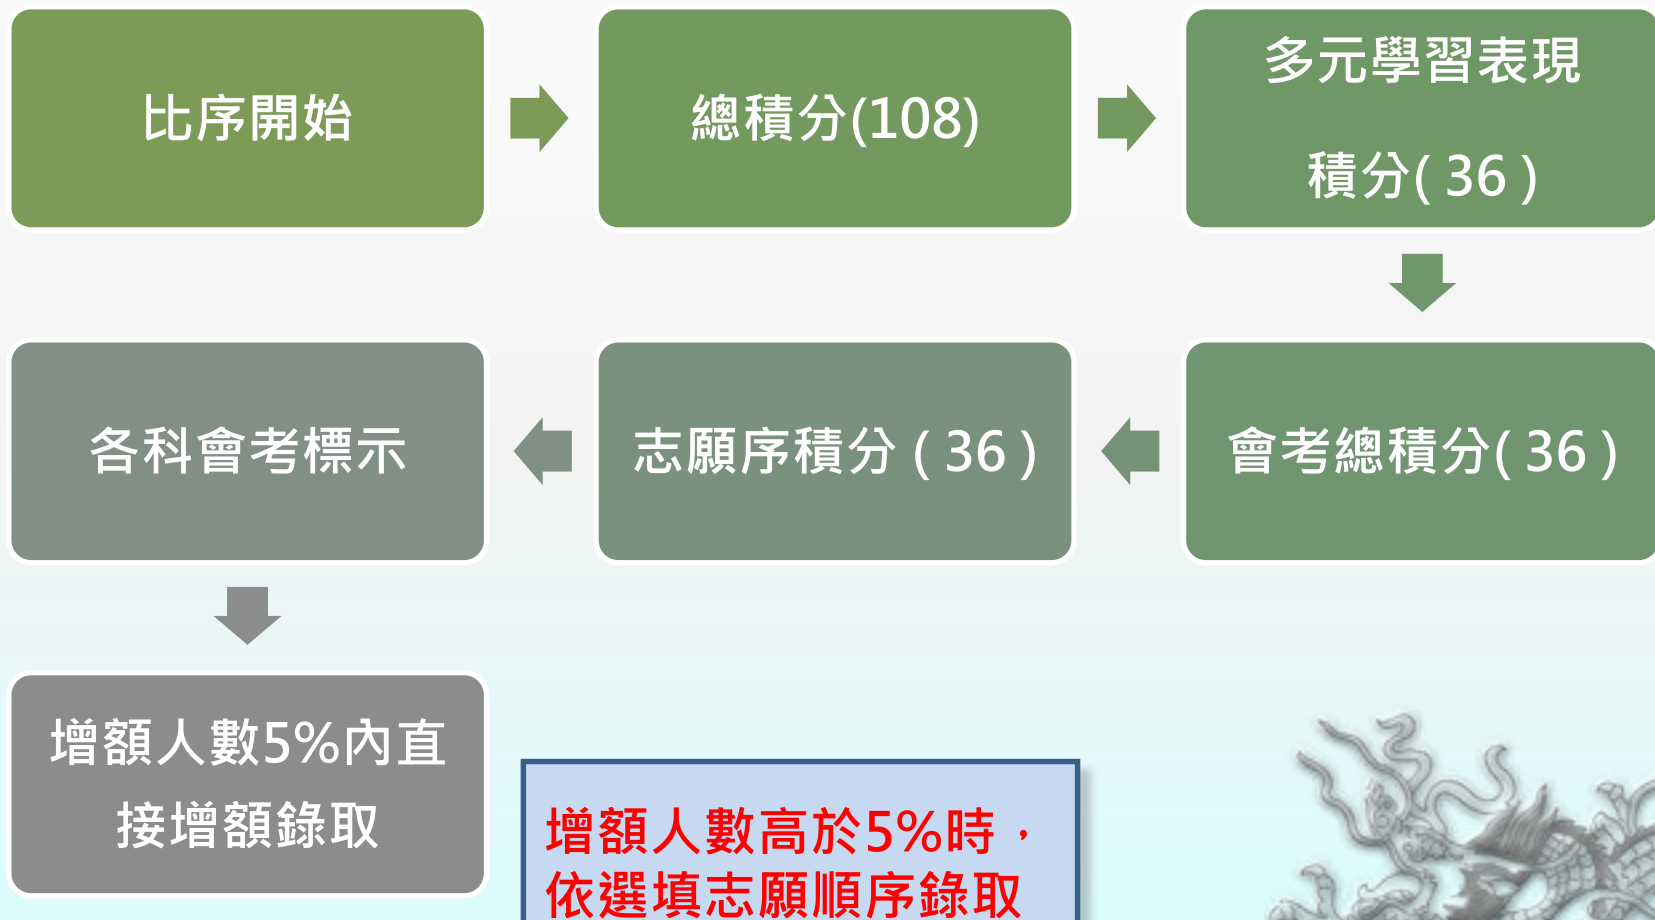 比序開始
總積分(108)
多元學習表現
積分( 36 )
會考總積分( 36 )
志願序積分 ( 36 )
各科會考標示
增額人數5%內直
接增額錄取
增額人數高於5%時，
依選填志願順序錄取